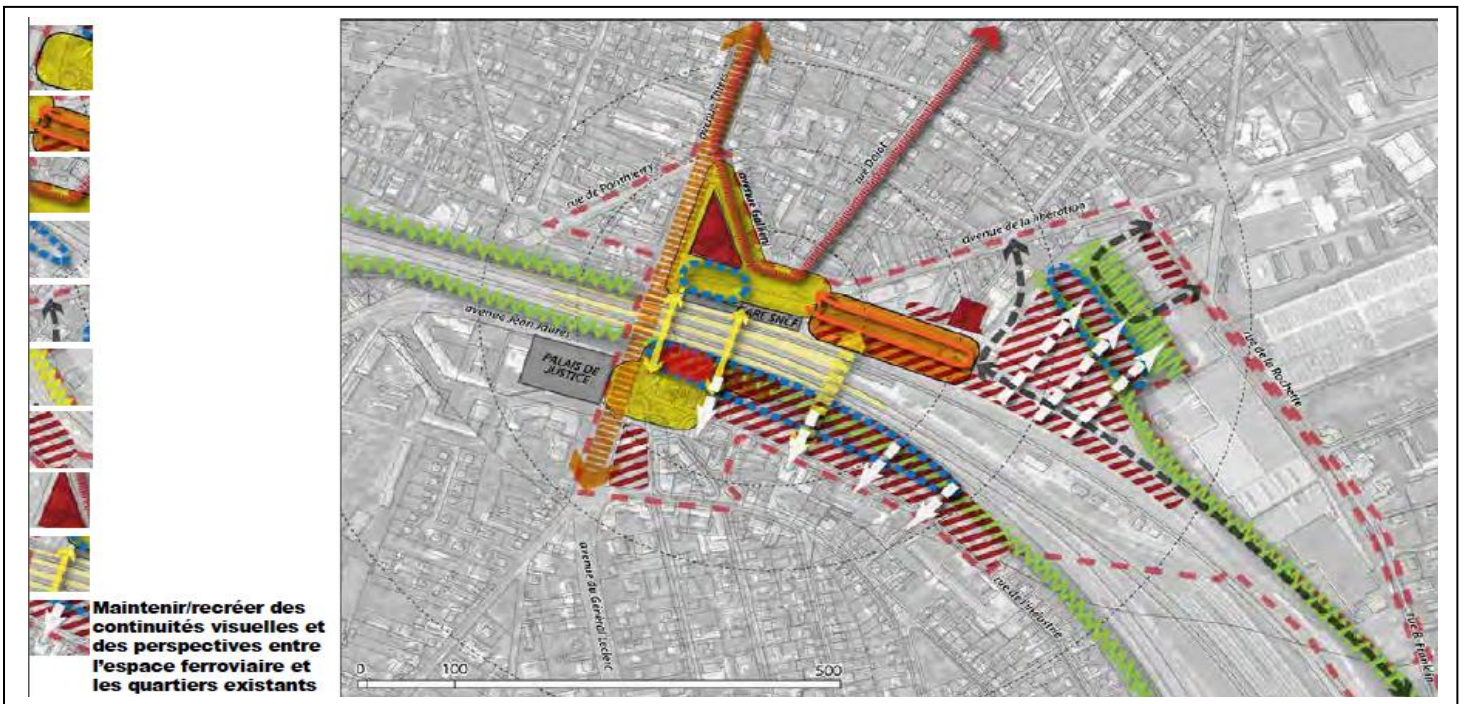 Maintenir/recréer des
continuités visuelles et
des perspectives entre
l'espace ferroviaire et
les quartiers existants
avenue Thiers
rue Dajot
rue de Ponthierry
avenue Gallieni
avenue de la libération
GARE SNCF
avenue Jean Jaurès
PALAIS DE
JUSTICE
rue de la Rochette
avenue du Général Leclerc
rue de l'Industrie
rue B. Franklin
0 100 500